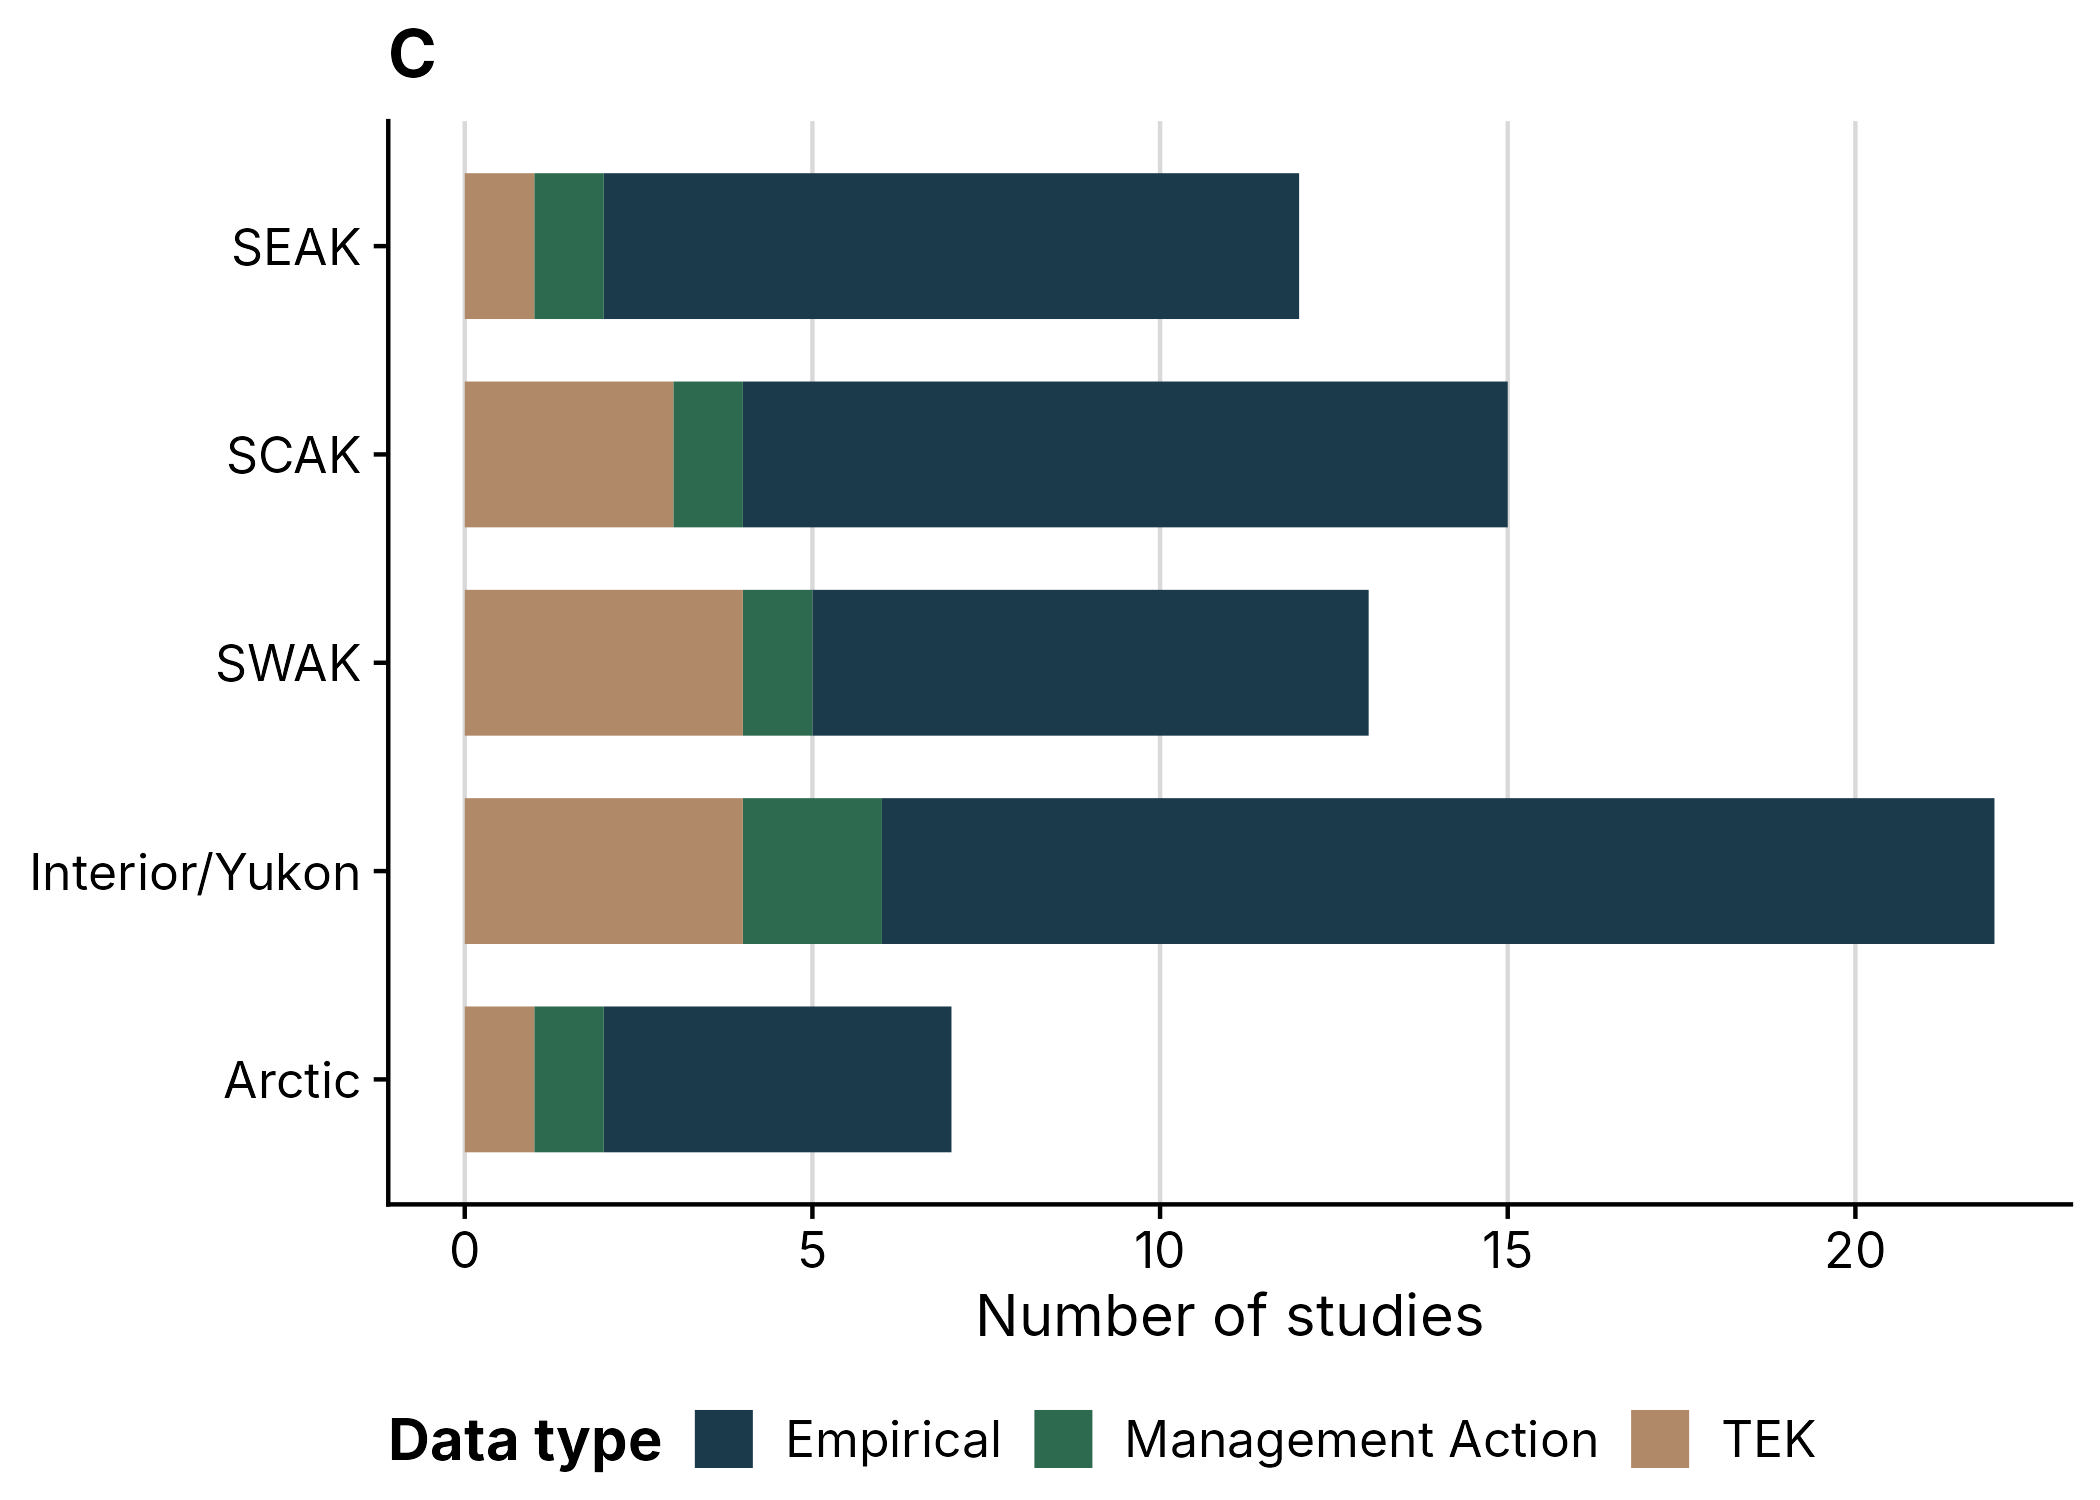 C
SEAK
SCAK
SWAK
Interior/Yukon
Arctic
0 5 10 15 20
Number of studies
Data type Empirical Management Action TEK